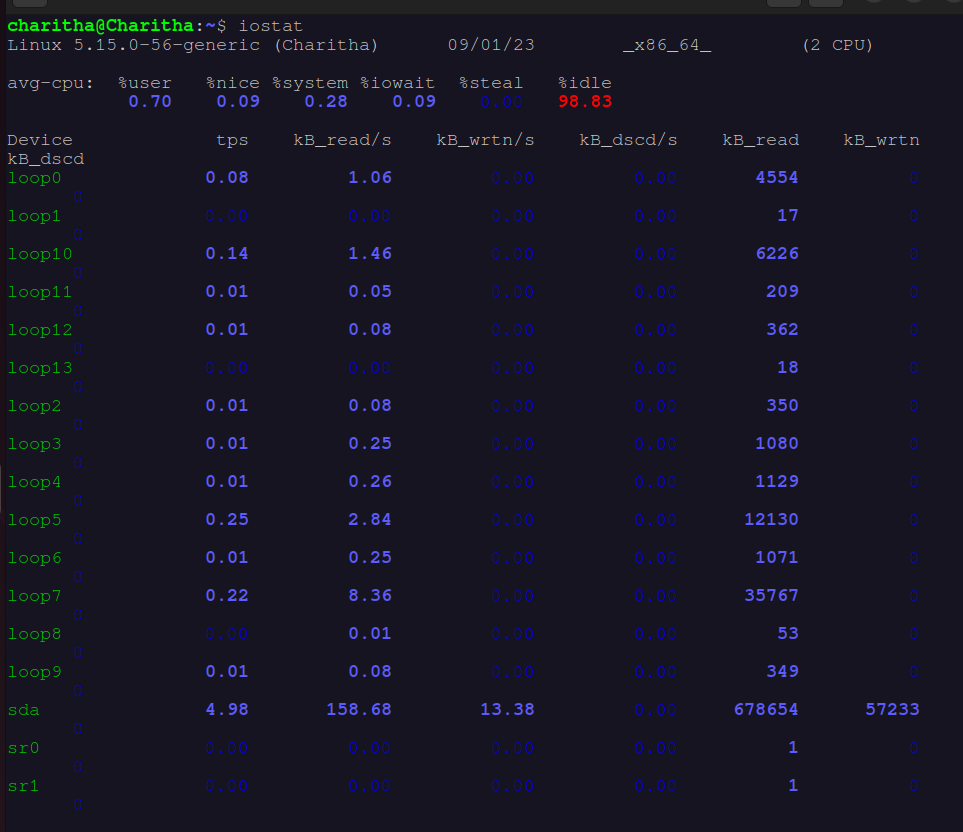 charitha@Charitha:~$ iostat
Linux 5.15.0-56-generic (Charitha) 09/01/23 _x86_64_ (2 CPU)
avg-cpu: %user %nice %system %iowait %steal %idle
0.70 0.09 0.28 0.09 0.00 98.83
Device tps kB_read/s kB_wrtn/s kB_dscd/s kB_read kB_wrtn
kB_dscd
loop0 0.08 1.06 0.00 0.00 4554 0
0
loop1 0.00 0.00 0.00 0.00 17 0
0
loop10 0.14 1.46 0.00 0.00 6226 0
0
loop11 0.01 0.05 0.00 0.00 209 0
0
loop12 0.01 0.08 0.00 0.00 362 0
0
loop13 0.00 0.00 0.00 0.00 18 0
0
loop2 0.01 0.08 0.00 0.00 350 0
0
loop3 0.01 0.25 0.00 0.00 1080 0
0
loop4 0.01 0.26 0.00 0.00 1129 0
0
loop5 0.25 2.84 0.00 0.00 12130 0
0
loop6 0.01 0.25 0.00 0.00 1071 0
0
loop7 0.22 8.36 0.00 0.00 35767 0
0
loop8 0.00 0.01 0.00 0.00 53 0
0
loop9 0.01 0.08 0.00 0.00 349 0
0
sda 4.98 158.68 13.38 0.00 678654 57233
0
sr0 0.00 0.00 0.00 0.00 1 0
0
sr1 0.00 0.00 0.00 0.00 1 0
0